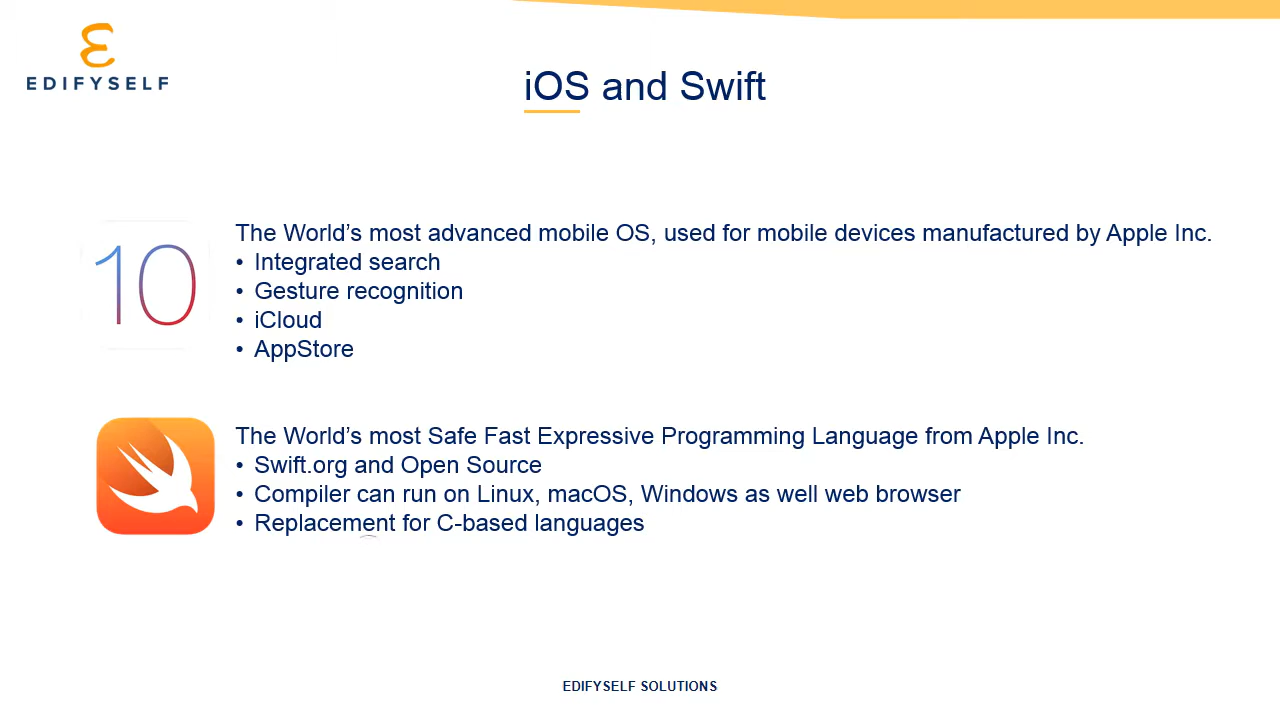 EDIFYSELF
iOS and Swift
10
The World’s most advanced mobile OS, used for mobile devices manufactured by Apple Inc.
• Integrated search
• Gesture recognition
• iCloud
• AppStore
The World’s most Safe Fast Expressive Programming Language from Apple Inc.
• Swift.org and Open Source
• Compiler can run on Linux, macOS, Windows as well web browser
• Replacement for C-based languages
EDIFYSELF SOLUTIONS